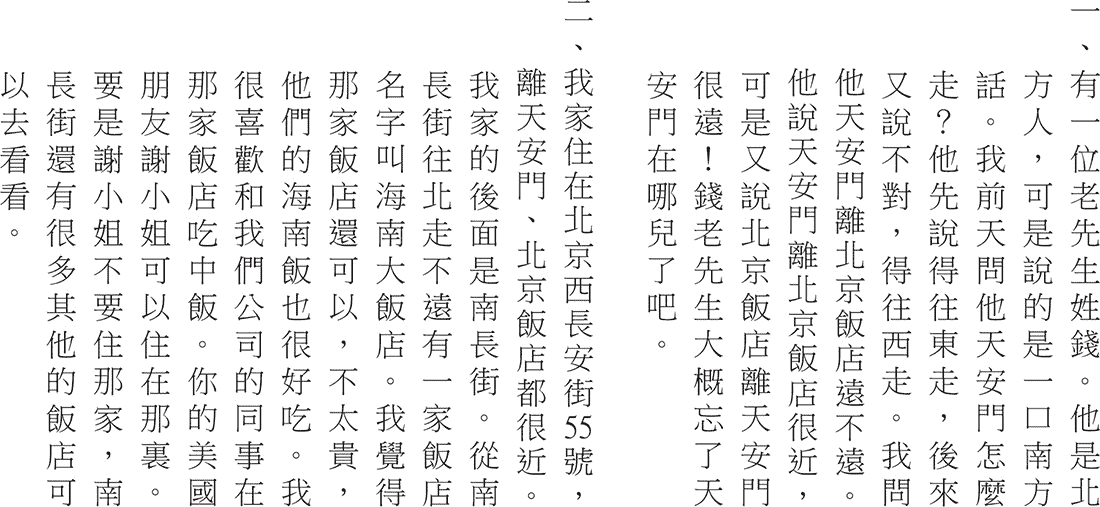 一、有一位老先生姓錢。他是北
方人，可是說的是一口南方
話。我前天問他天安門怎麼
走？他先說得往東走，後來
又說不對，得往西走。我問
他天安門離北京飯店遠不遠。
他說天安門離北京飯店很近，
可是又說北京飯店離天安門
很遠！錢老先生大概忘了天
安門在哪兒了吧。
二、我家住在北京西長安街55號，
離天安門、北京飯店都很近。
我家的後面是南長街。從南
長街往北走不遠有一家飯店
名字叫海南大飯店。我覺得
那家飯店還可以，不太貴，
他們的海南飯也很好吃。我
很喜歡和我們公司的同事在
那家飯店吃中飯。你的美國
朋友謝小姐可以住在那裏。
要是謝小姐不要住那家，南
長街還有很多其他的飯店可
以去看看。